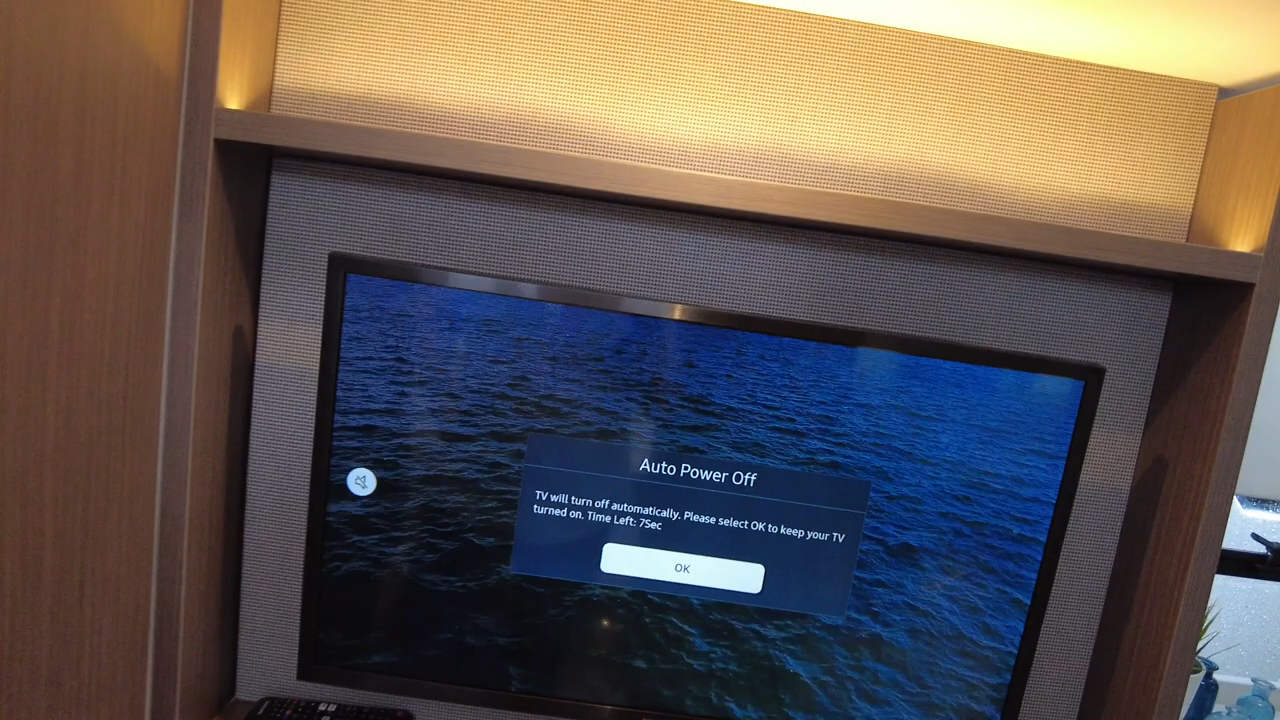 Auto Power Off
TV will turn off automatically. Please select OK to keep your TV
turned on. Time Left: 7Sec
OK